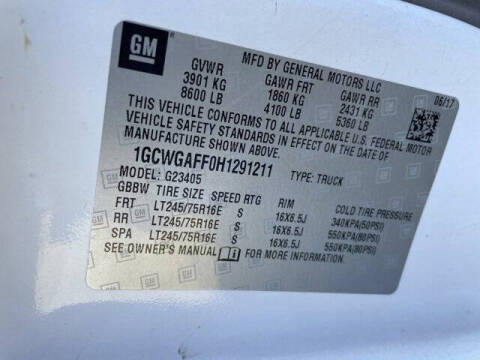 GM
MFD BY GENERAL MOTORS LLC
06/17
GVWR GAWR FRT GAWR RR
3901 KG 1860 KG 2431 KG
8600 LB 4100 LB 5360 LB
THIS VEHICLE CONFORMS TO ALL APPLICABLE U.S. FEDERAL MOTOR
VEHICLE SAFETY STANDARDS IN EFFECT ON THE DATE OF
MANUFACTURE SHOWN ABOVE.
1GCWGAFF0H1291211 TYPE: TRUCK
MODEL: G23405
GBBW TIRE SIZE SPEED RTG RIM COLD TIRE PRESSURE
FRT LT245/75R16E S 16X6.5J 340KPA(50PSI)
RR LT245/75R16E S 16X6.5J 550KPA(80PSI)
SPA LT245/75R16E S 16X6.5J 550KPA(80PSI)
SEE OWNER'S MANUAL FOR ADDITIONAL INFORMATION.